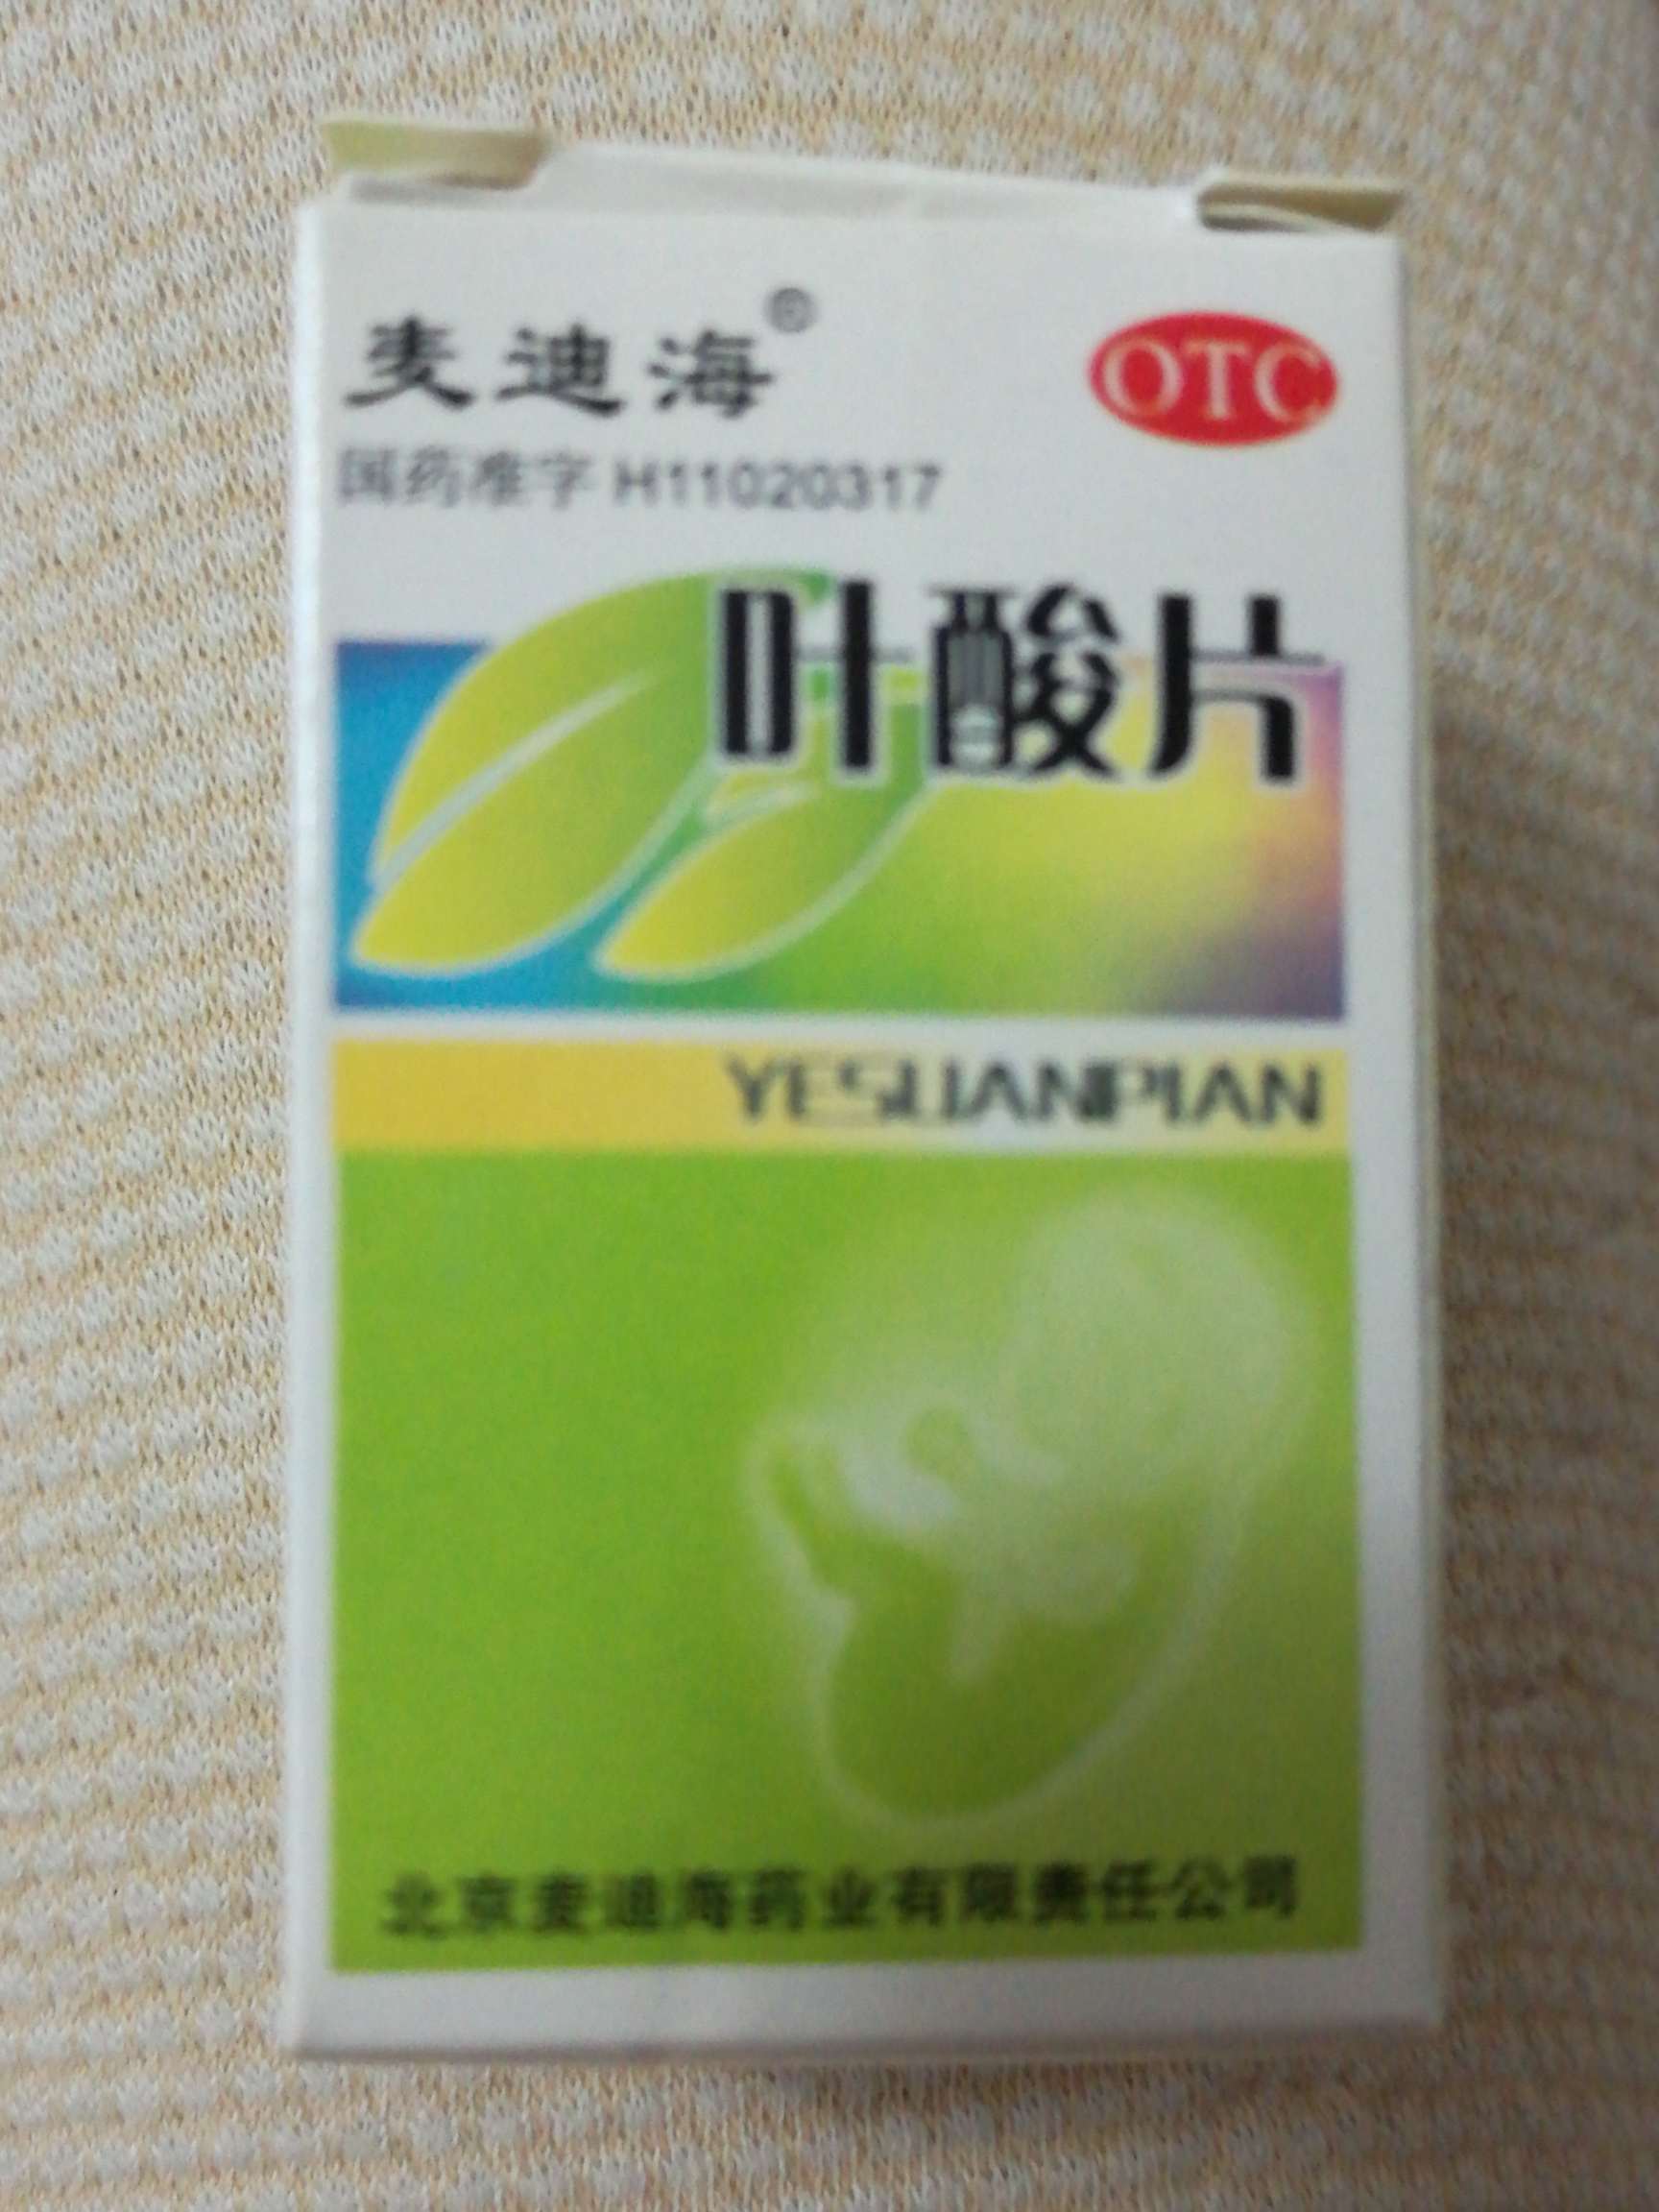 麦迪海®
OTC
国药准字 H11020317
叶酸片
YESUANPIAN
北京麦迪海药业有限责任公司